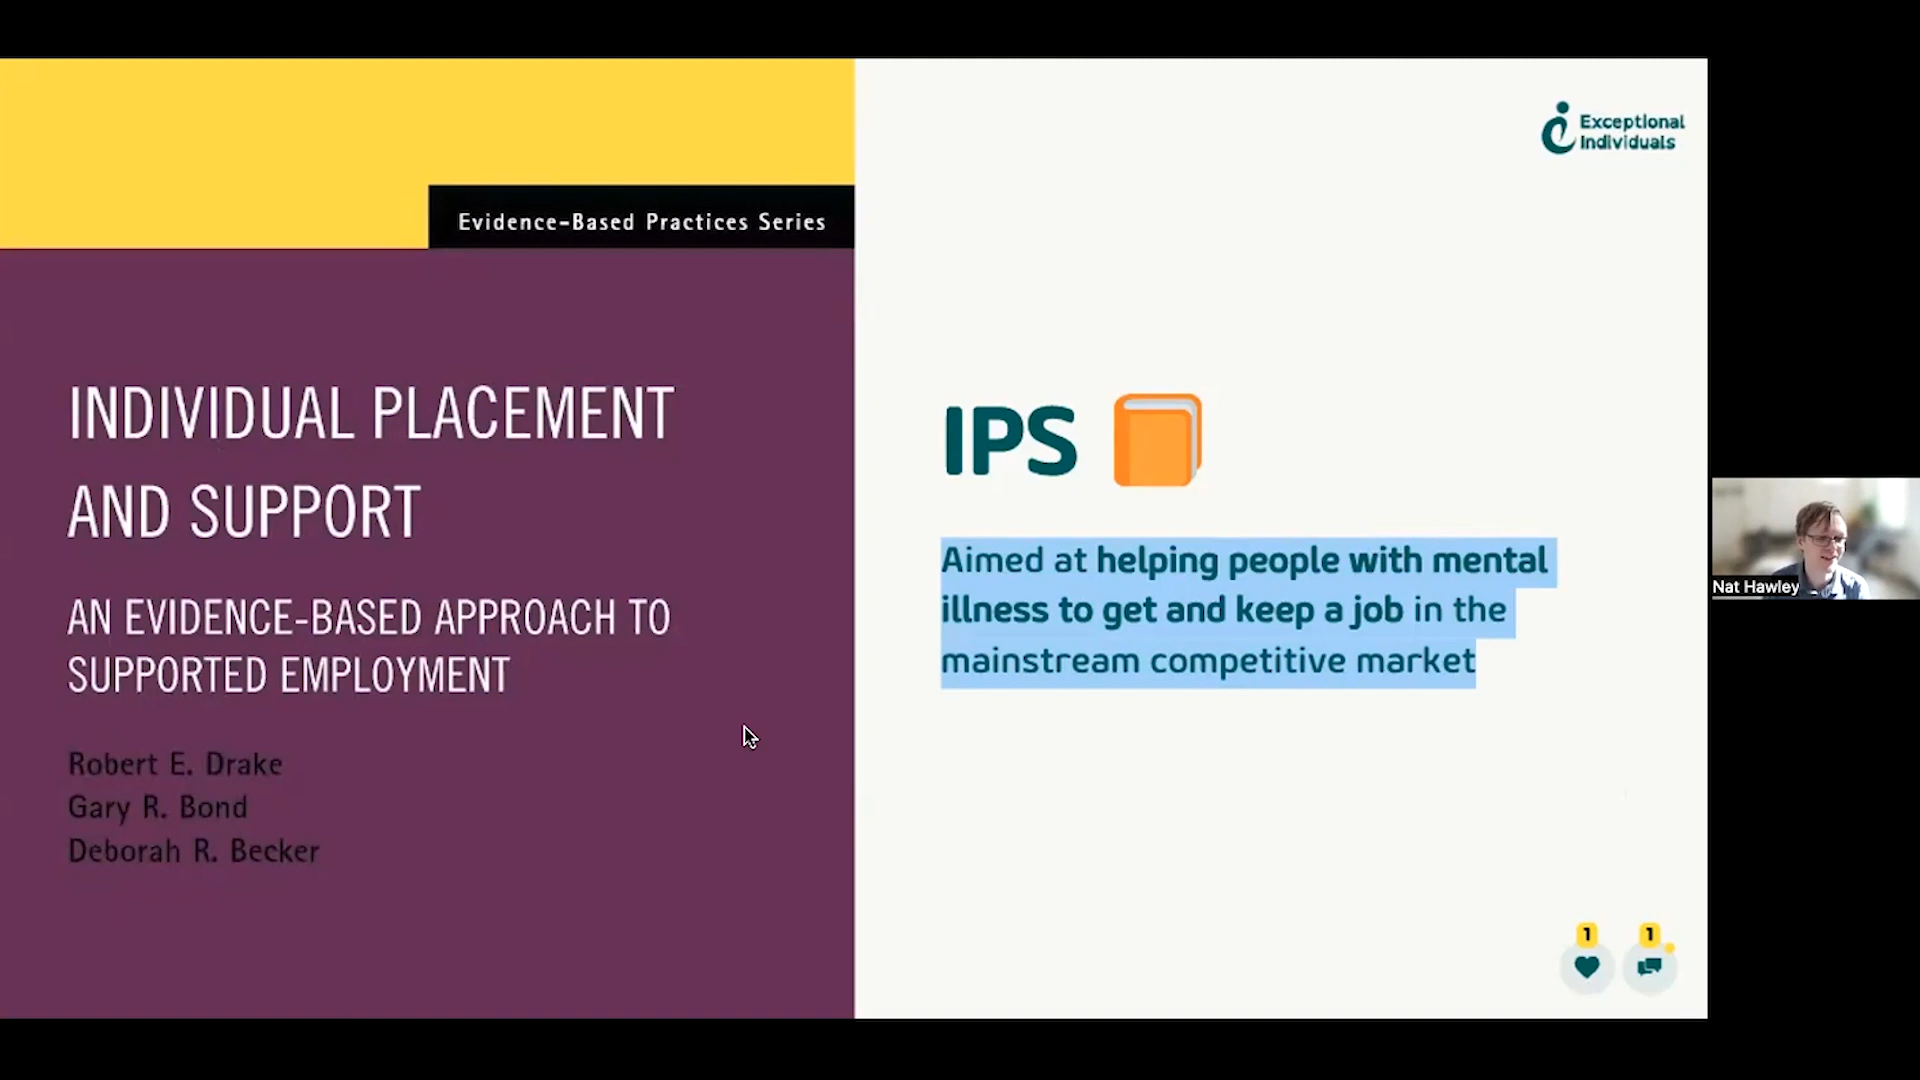 Evidence-Based Practices Series
INDIVIDUAL PLACEMENT
AND SUPPORT
AN EVIDENCE-BASED APPROACH TO
SUPPORTED EMPLOYMENT
Robert E. Drake
Gary R. Bond
Deborah R. Becker
Exceptional
Individuals
IPS
Aimed at helping people with mental
illness to get and keep a job in the
mainstream competitive market
1
1
Nat Hawley